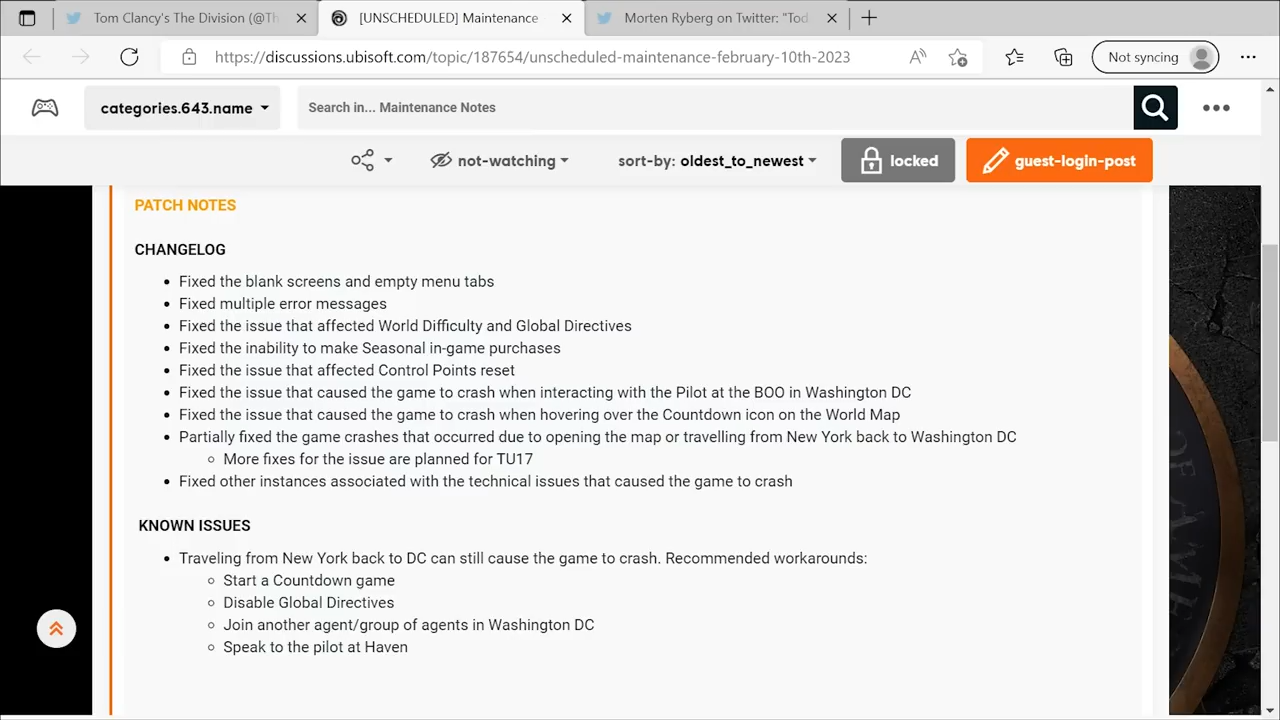 Tom Clancy's The Division (@Th
[UNSCHEDULED] Maintenance
Morten Ryberg on Twitter: "Tod
https://discussions.ubisoft.com/topic/187654/unscheduled-maintenance-february-10th-2023
Not syncing
categories.643.name
Search in... Maintenance Notes
not-watching
sort-by: oldest_to_newest
locked
guest-login-post
PATCH NOTES
CHANGELOG
Fixed the blank screens and empty menu tabs
Fixed multiple error messages
Fixed the issue that affected World Difficulty and Global Directives
Fixed the inability to make Seasonal in-game purchases
Fixed the issue that affected Control Points reset
Fixed the issue that caused the game to crash when interacting with the Pilot at the BOO in Washington DC
Fixed the issue that caused the game to crash when hovering over the Countdown icon on the World Map
Partially fixed the game crashes that occurred due to opening the map or travelling from New York back to Washington DC
More fixes for the issue are planned for TU17
Fixed other instances associated with the technical issues that caused the game to crash
KNOWN ISSUES
Traveling from New York back to DC can still cause the game to crash. Recommended workarounds:
Start a Countdown game
Disable Global Directives
Join another agent/group of agents in Washington DC
Speak to the pilot at Haven